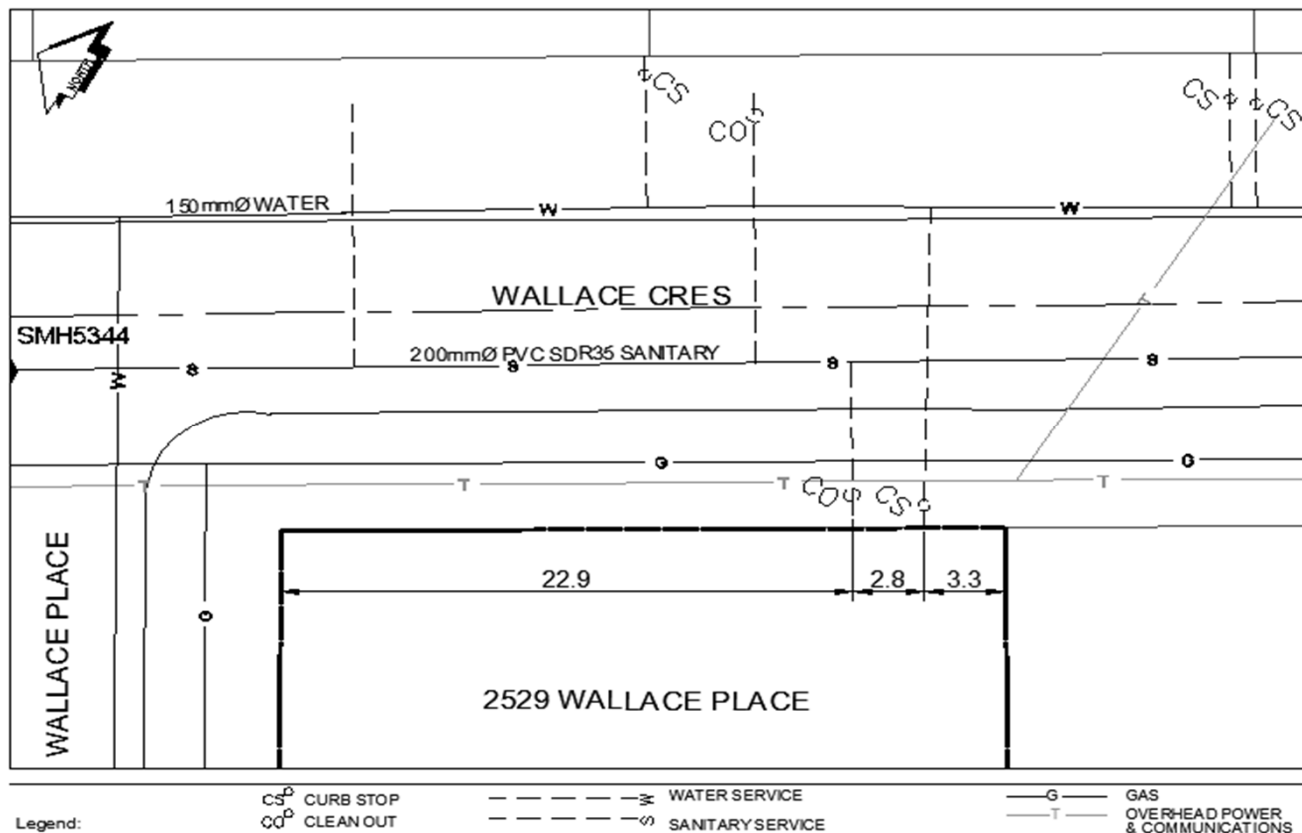 NORTH
CS
CO
CS
CS
150mmØ WATER
W
W
WALLACE CRES
T
SMH5344
200mmØ PVC SDR35 SANITARY
W
S
S
S
S
G
G
T
T
T
T
CO
CS
WALLACE PLACE
G
22.9
2.8
3.3
2529 WALLACE PLACE
Legend:
CS CURB STOP
CO CLEAN OUT
W WATER SERVICE
S SANITARY SERVICE
G GAS
T OVERHEAD POWER
& COMMUNICATIONS